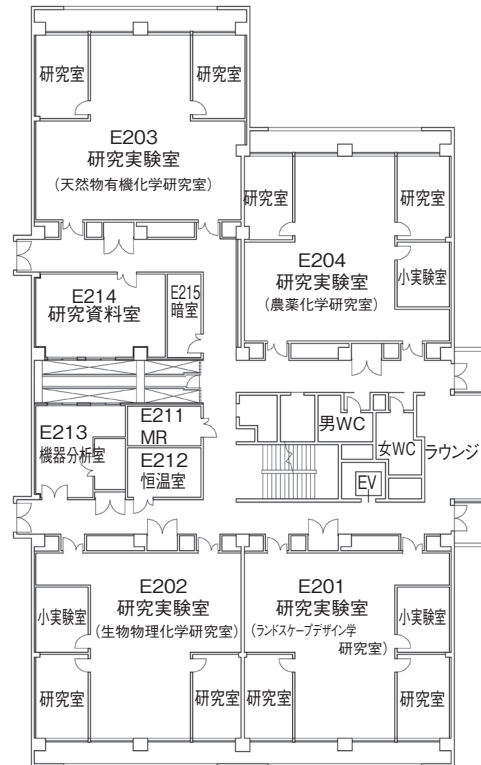 研究室
研究室
E203
研究実験室
(天然物有機化学研究室)
研究室
研究室
E204
研究実験室
(農薬化学研究室)
小実験室
E214
研究資料室
E215
暗室
E211
MR
E213
機器分析室
E212
恒温室
男WC
女WC
ラウンジ
EV
E202
研究実験室
(生物物理化学研究室)
小実験室
研究室
研究室
E201
研究実験室
(ランドスケープデザイン学
研究室)
小実験室
研究室
研究室